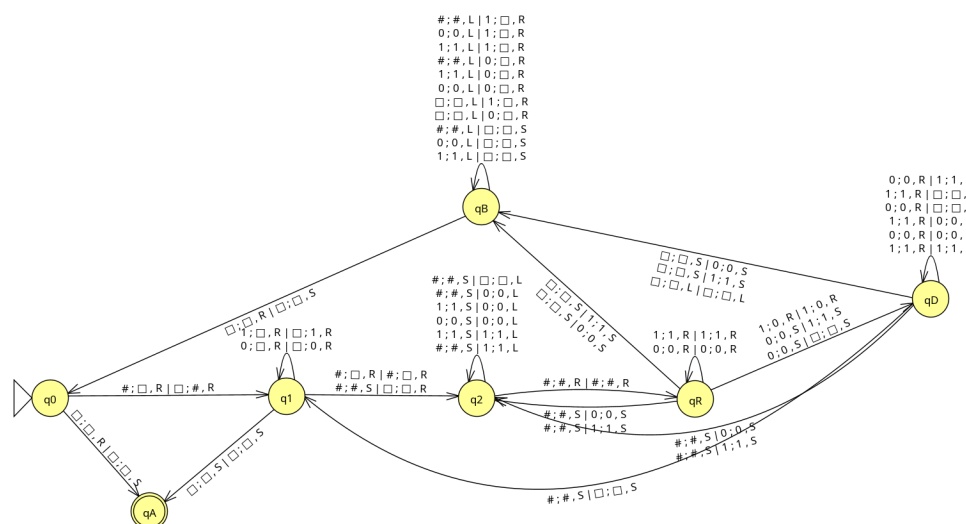 #;#,L|1;□,R
0;0,L|1;□,R
1;1,L|1;□,R
#;#,L|0;□,R
1;1,L|0;□,R
0;0,L|0;□,R
□;□,L|1;□,R
□;□,L|0;□,R
#;#,L|□;□,S
0;0,L|□;□,S
1;1,L|□;□,S
qB
0;0,R|1;1,
1;1,R|□;□,
0;0,R|□;□,
1;1,R|0;0,
0;0,R|0;0,
1;1,R|1;1,
qD
□;□,S|0;0,S
□;□,S|1;1,S
□;□,L|□;□,L
□;□,R|□;□,S
#;#,S|□;□,L
#;#,S|0;0,L
1;1,S|0;0,L
0;0,S|0;0,L
1;1,S|1;1,L
#;#,S|1;1,L
□;□,S|1;1,S
□;□,S|0;0,S
1;□,R|□;1,R
0;□,R|□;0,R
1;1,R|1;1,R
0;0,R|0;0,R
1;0,R|1;0,R
0;0,S|1;1,S
0;0,S|□;□,S
q0
#;□,R|□;#,R
q1
#;□,R|#;□,R
#;#,S|□;□,R
q2
#;#,R|#;#,R
qR
#;#,S|0;0,S
#;#,S|1;1,S
#;#,S|0;0,S
#;#,S|1;1,S
□;□,R|□;□,S
□;□,S|□;□,S
#;#,S|□;□,S
qA